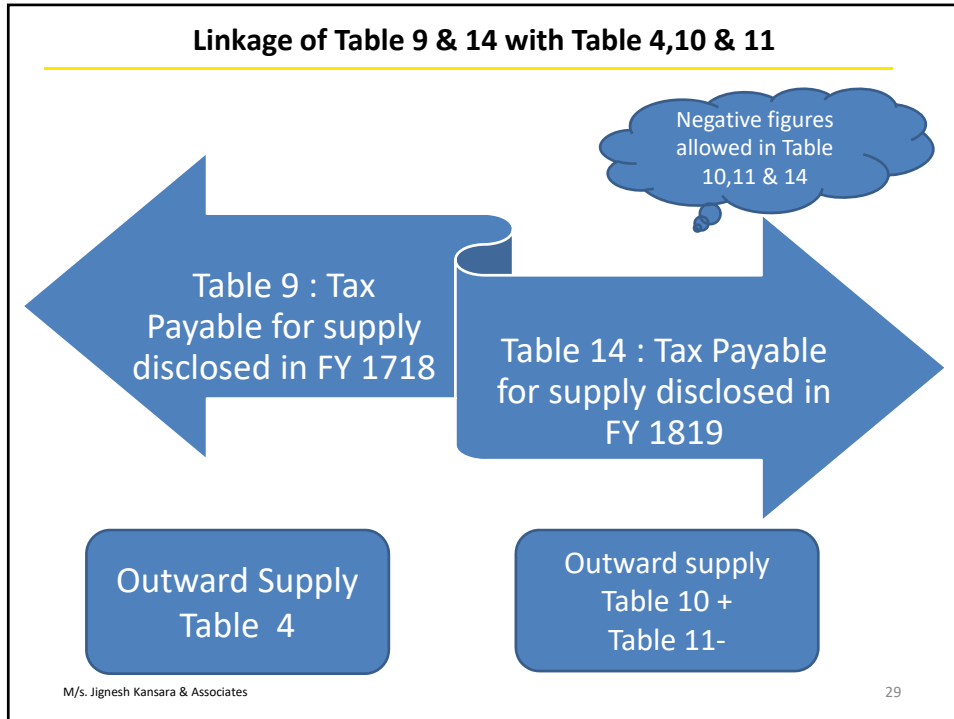 Linkage of Table 9 & 14 with Table 4,10 & 11
Negative figures
allowed in Table
10,11 & 14
Table 9 : Tax
Payable for supply
disclosed in FY 1718
Table 14 : Tax Payable
for supply disclosed in
FY 1819
Outward Supply
Table 4
Outward supply
Table 10 +
Table 11-
M/s. Jignesh Kansara & Associates
29